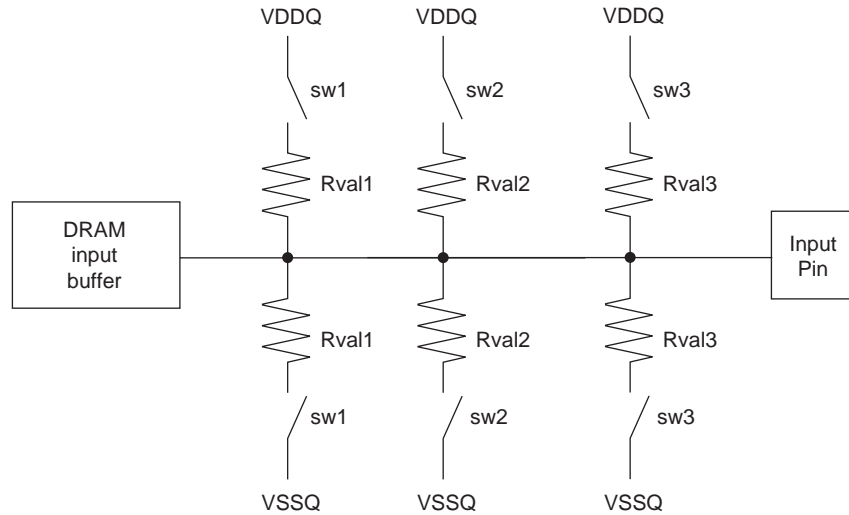 VDDQ VDDQ VDDQ
sw1 sw2 sw3
Rval1 Rval2 Rval3
DRAM
input
buffer
Input
Pin
Rval1 Rval2 Rval3
sw1 sw2 sw3
VSSQ VSSQ VSSQ